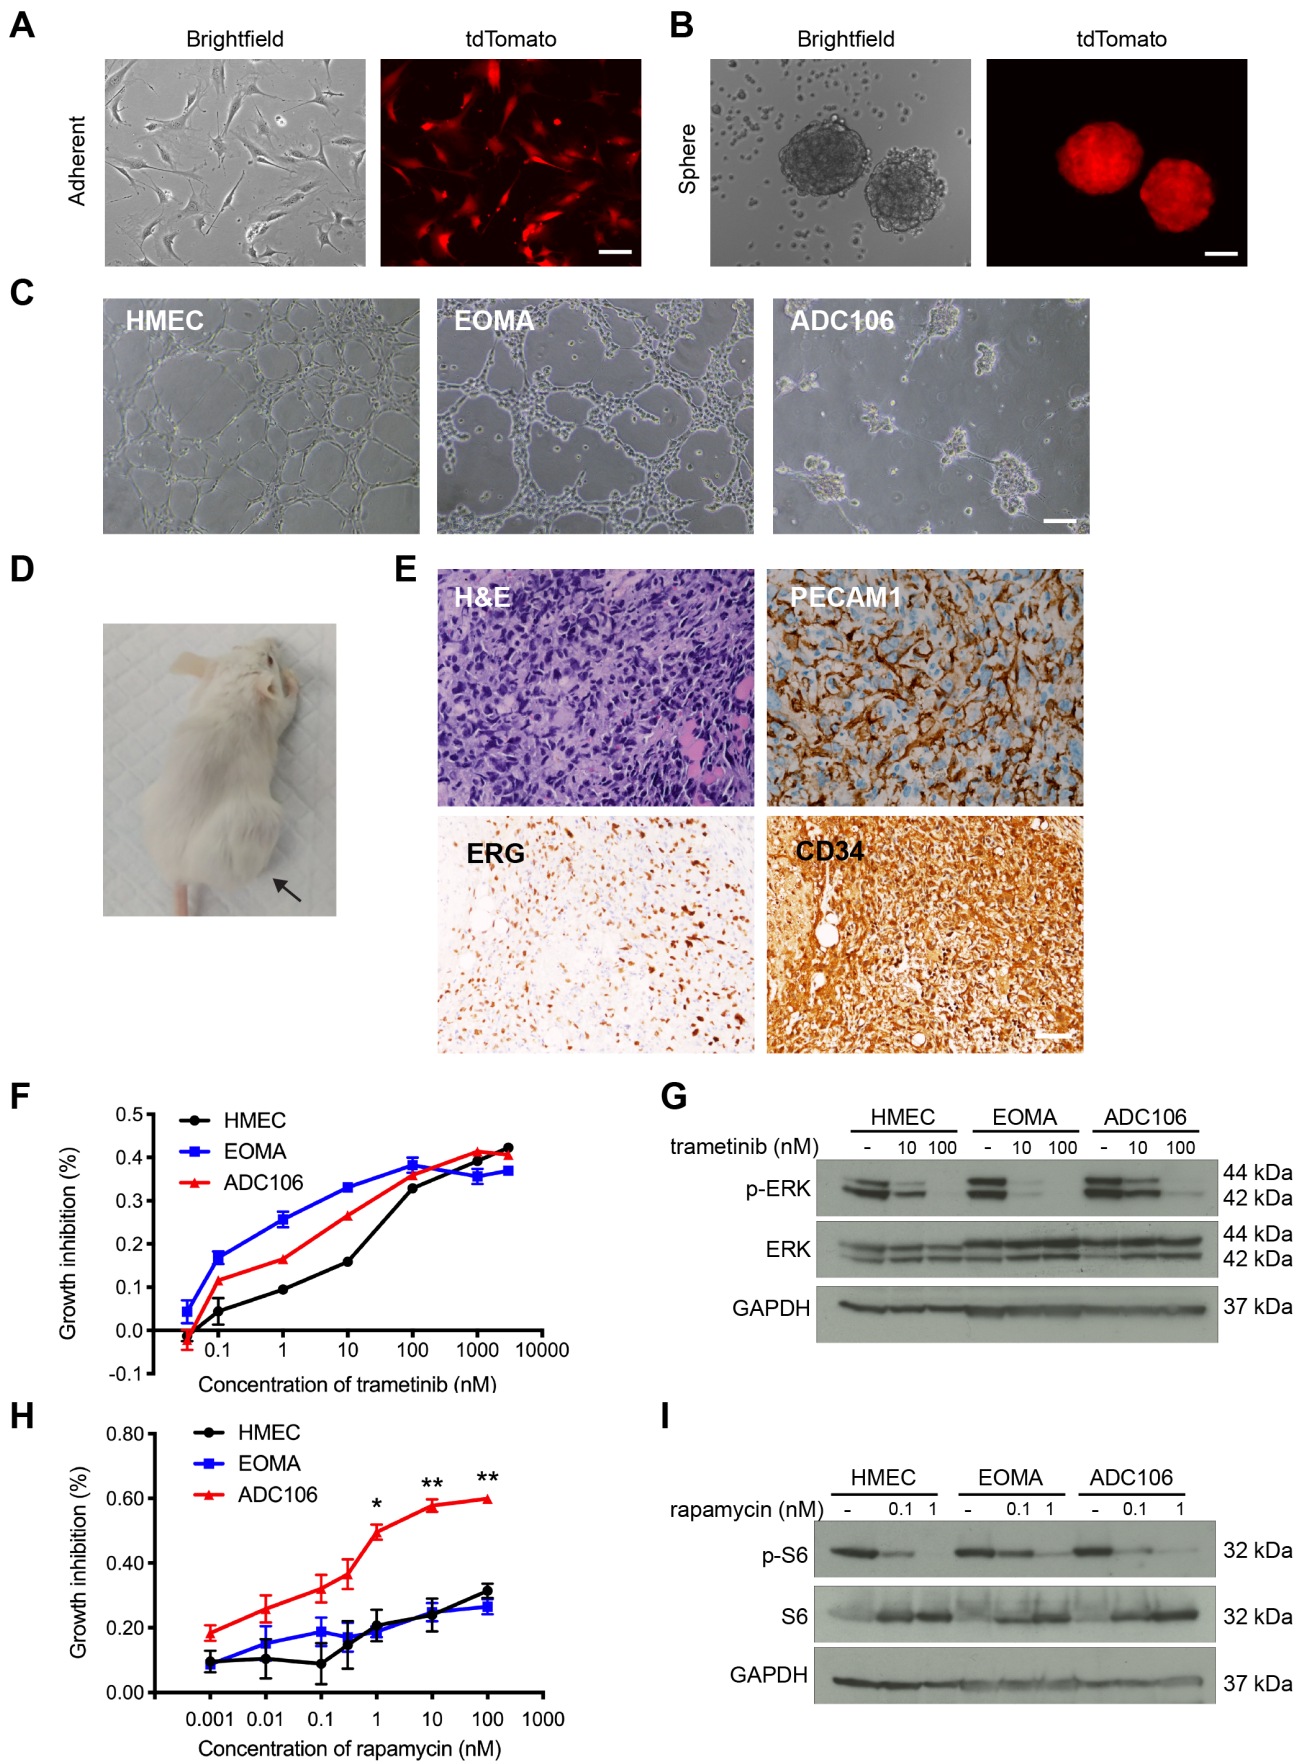 A
Brightfield
tdTomato
Adherent
B
Brightfield
tdTomato
Sphere
C
HMEC
EOMA
ADC106
D
E
H&E
PECAM1
ERG
CD34
F
HMEC
EOMA
ADC106
Growth inhibition (%)
0.5
0.4
0.3
0.2
0.1
0.0
-0.1
0.1 1 10 100 1000 10000
Concentration of trametinib (nM)
G
HMEC EOMA ADC106
trametinib (nM) - 10 100 - 10 100 - 10 100
p-ERK
44 kDa
42 kDa
ERK
44 kDa
42 kDa
GAPDH
37 kDa
H
HMEC
EOMA
ADC106
Growth inhibition (%)
0.80
0.60
0.40
0.20
0.00
* ** **
0.001 0.01 0.1 1 10 100 1000
Concentration of rapamycin (nM)
I
HMEC EOMA ADC106
rapamycin (nM) - 0.1 1 - 0.1 1 - 0.1 1
p-S6
32 kDa
S6
32 kDa
GAPDH
37 kDa